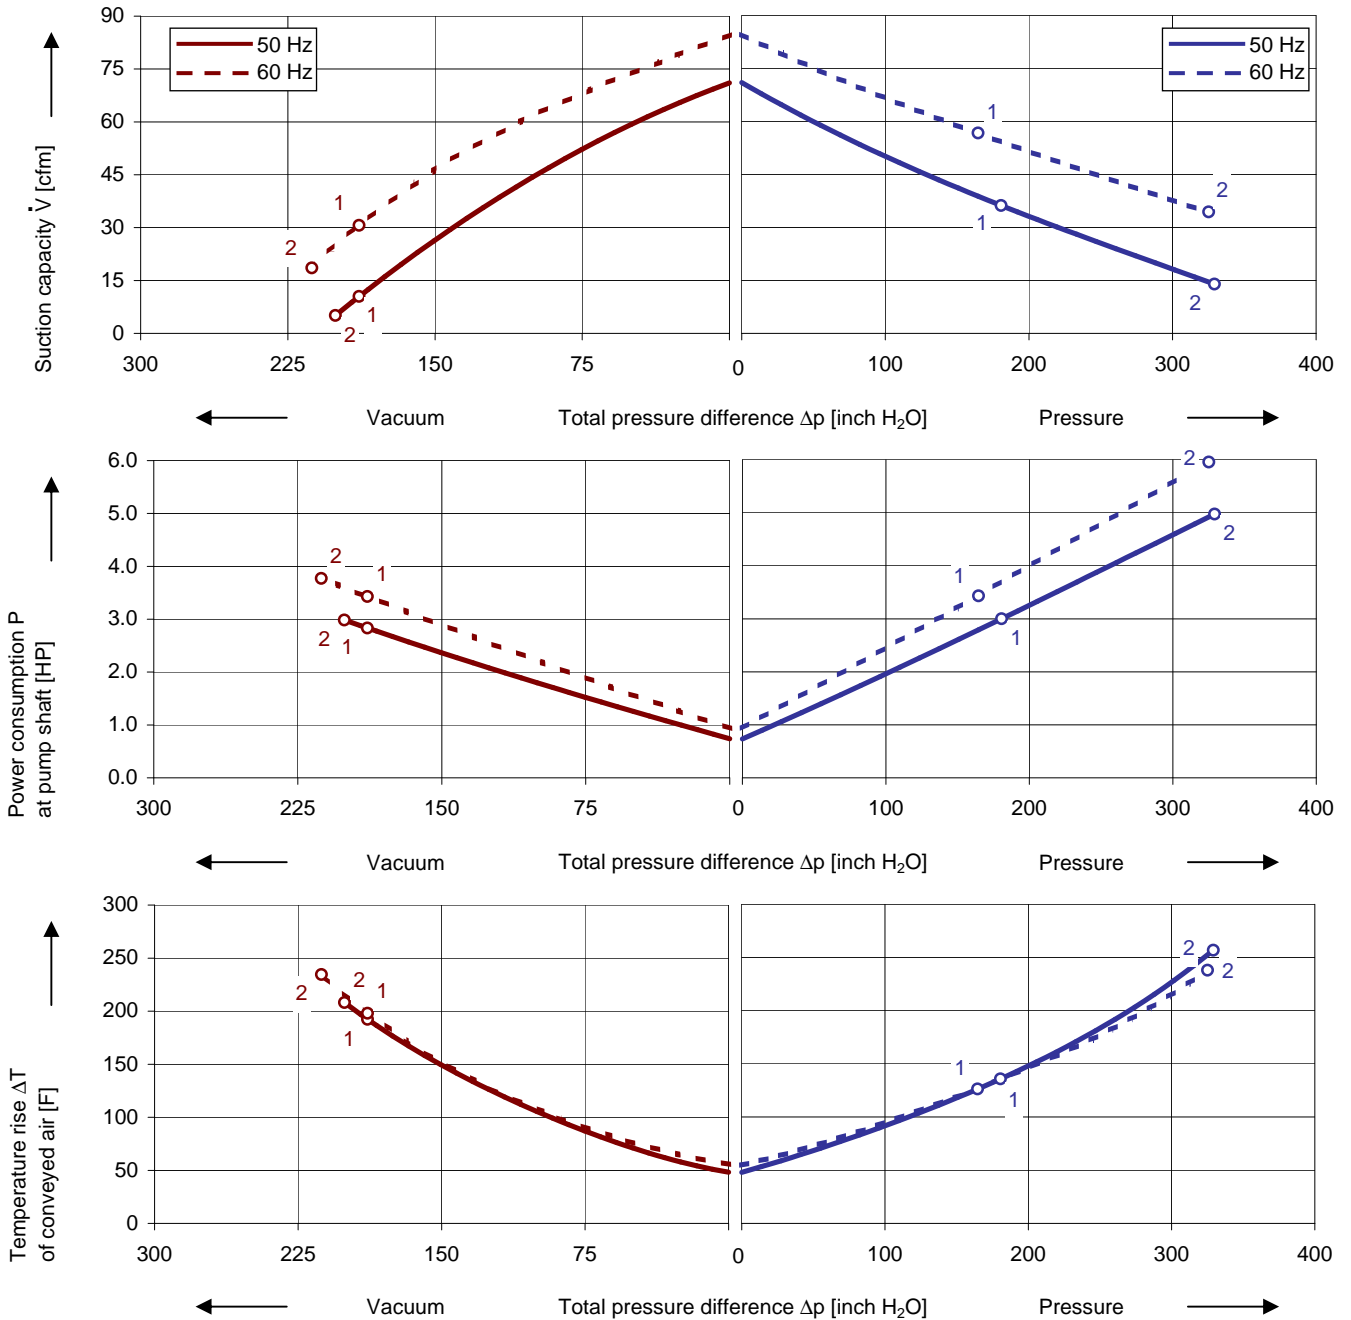 90
75
60
45
30
15
0
Suction capacity V̇ [cfm]
50 Hz
60 Hz
50 Hz
60 Hz
1
2
1
2
1
2
1
2
300 225 150 75 0 100 200 300 400
Vacuum Total pressure difference Δp [inch H₂O] Pressure
6.0
5.0
4.0
3.0
2.0
1.0
0.0
Power consumption P
at pump shaft [HP]
2
1
2 1
2
1
2
1
300 225 150 75 0 100 200 300 400
Vacuum Total pressure difference Δp [inch H₂O] Pressure
300
250
200
150
100
50
0
Temperature rise ΔT
of conveyed air [F]
2
2
1
1
2
2
1
1
300 225 150 75 0 100 200 300 400
Vacuum Total pressure difference Δp [inch H₂O] Pressure